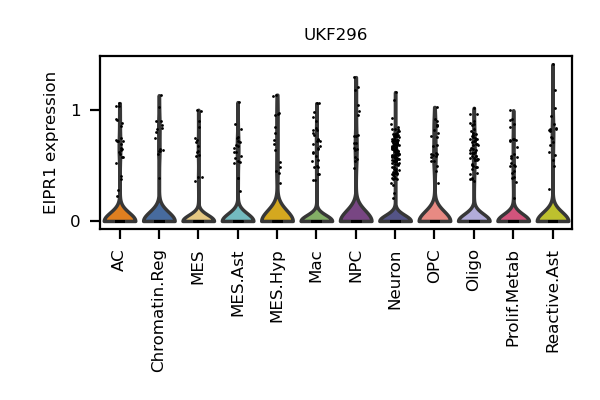 UKF296
EIPR1 expression
1
0
AC
Chromatin.Reg
MES
MES.Ast
MES.Hyp
Mac
NPC
Neuron
OPC
Oligo
Prolif.Metab
Reactive.Ast